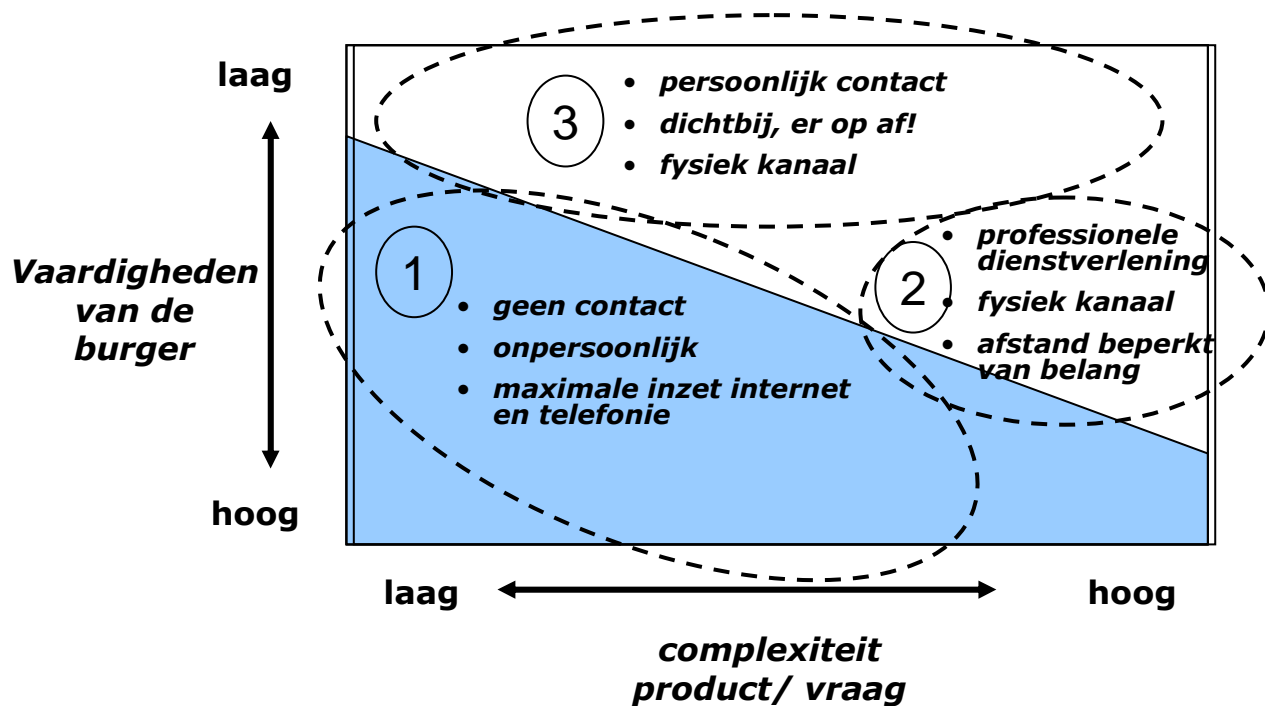 laag
Vaardigheden
van de
burger
hoog
3
• persoonlijk contact
• dichtbij, er op af!
• fysiek kanaal
1
• geen contact
• onpersoonlijk
• maximale inzet internet
en telefonie
2
• professionele
dienstverlening
• fysiek kanaal
• afstand beperkt
van belang
laag
hoog
complexiteit
product/ vraag